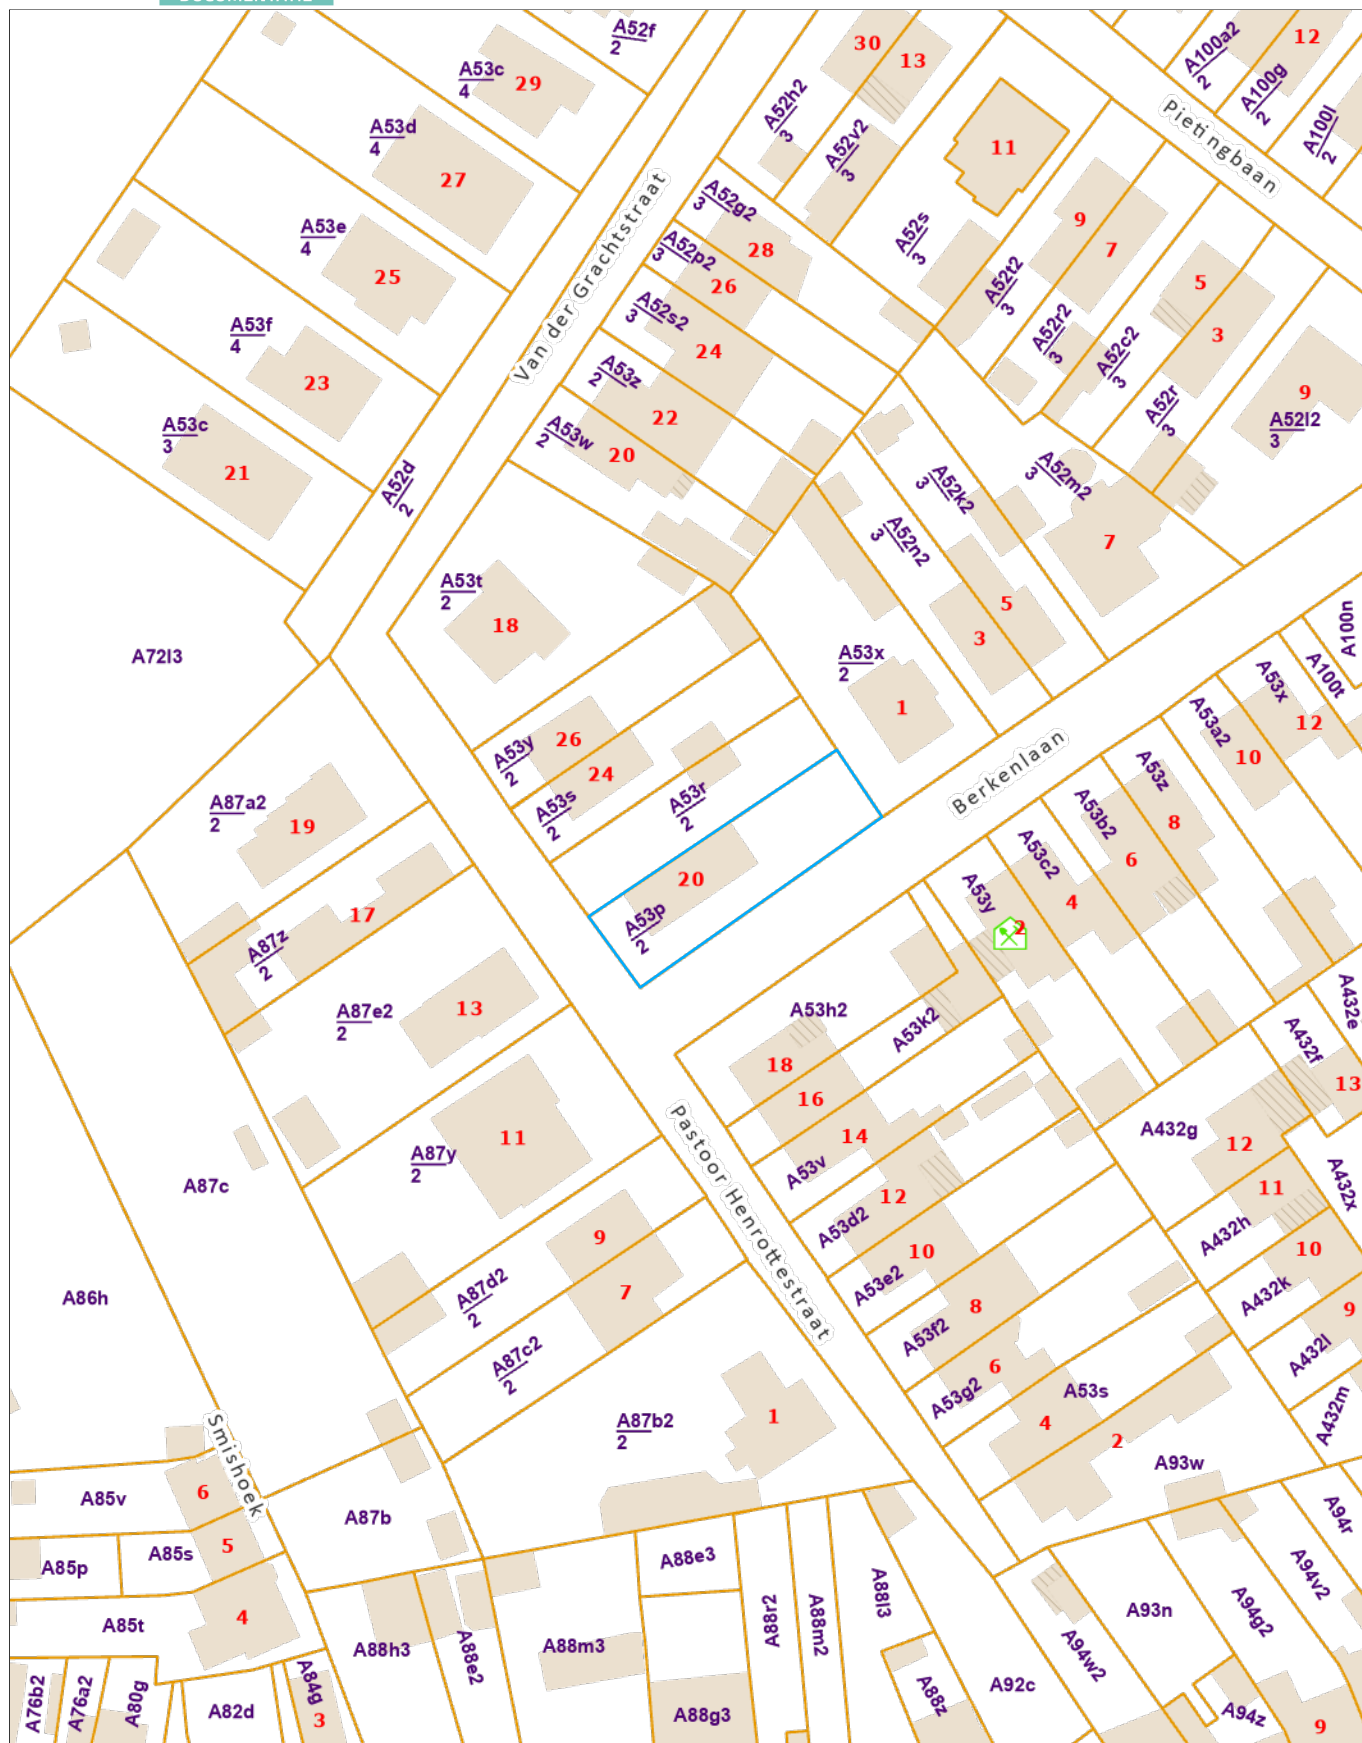 A52f
2
A53c
4
29
30
13
A100a2
2
12
A100g
2
A100l
2
Pietingbaan
A53d
4
27
A52h2
3
A52v2
3
11
A53e
4
25
Van der Grachtstraat
A52g2
3
28
A52p2
3
26
A52s
3
9
7
A52t2
3
5
3
A53f
4
23
A52s2
3
24
A52r2
3
A52c2
3
A52r
3
9
A52l2
3
A53z
2
22
A53w
2
20
A53c
3
21
A52d
2
A52k2
3
A52m2
3
7
A52n2
3
5
3
A53t
2
18
A72l3
A53x
2
1
A100n
A100t
A53x
12
A53a2
10
A53y
2
26
24
A53s
2
A53r
2
Berkenlaan
A53z
8
A53b2
6
A53c2
4
A53y
2
A87a2
2
19
17
A87z
2
20
A53p
2
A87e2
2
13
A53h2
A53k2
18
16
14
A53v
A432e
A432f
13
A432g
12
11
A432x
A432h
10
A432k
9
A432l
A432m
A87c
A87y
2
11
Pastoor Henrottestraat
A53d2
12
10
A53e2
8
A53f2
6
A53g2
A53s
4
2
A93w
A86h
9
A87d2
2
7
A87c2
2
A87b2
2
1
Smishoek
6
A85v
5
A85s
A85p
A87b
4
A85t
A88e3
A88r2
A88m2
A88l3
A94r
A94v2
A94g2
A93n
A94w2
A88h3
A88e2
A88m3
A88g3
A88z
A92c
A94z
9
A76b2
A76a2
A80g
A82d
A84g
3